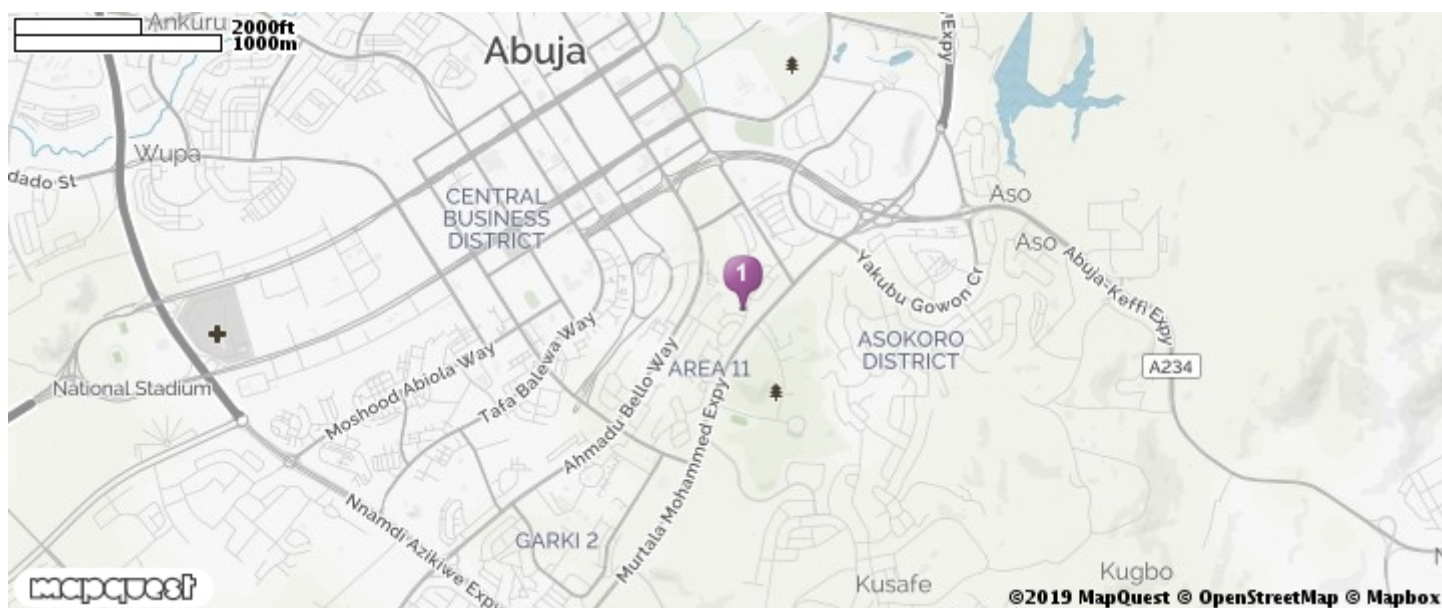 Ankuru
2000ft
1000m
Abuja
Expy
Wupa
dado St
CENTRAL
BUSINESS
DISTRICT
Aso
Aso
Abuja-Keffi Expy
Yakubu Gowon Cr
1
ASOKORO
DISTRICT
AREA 11
A234
National Stadium
Moshood Abiola Way
Tafa Balewa Way
Ahmadu Bello Way
Murtala Mohammed Expy
Nnamdi Azikiwe Expy
GARKI 2
Kusafe
Kugbo
mapquest
©2019 MapQuest © OpenStreetMap © Mapbox